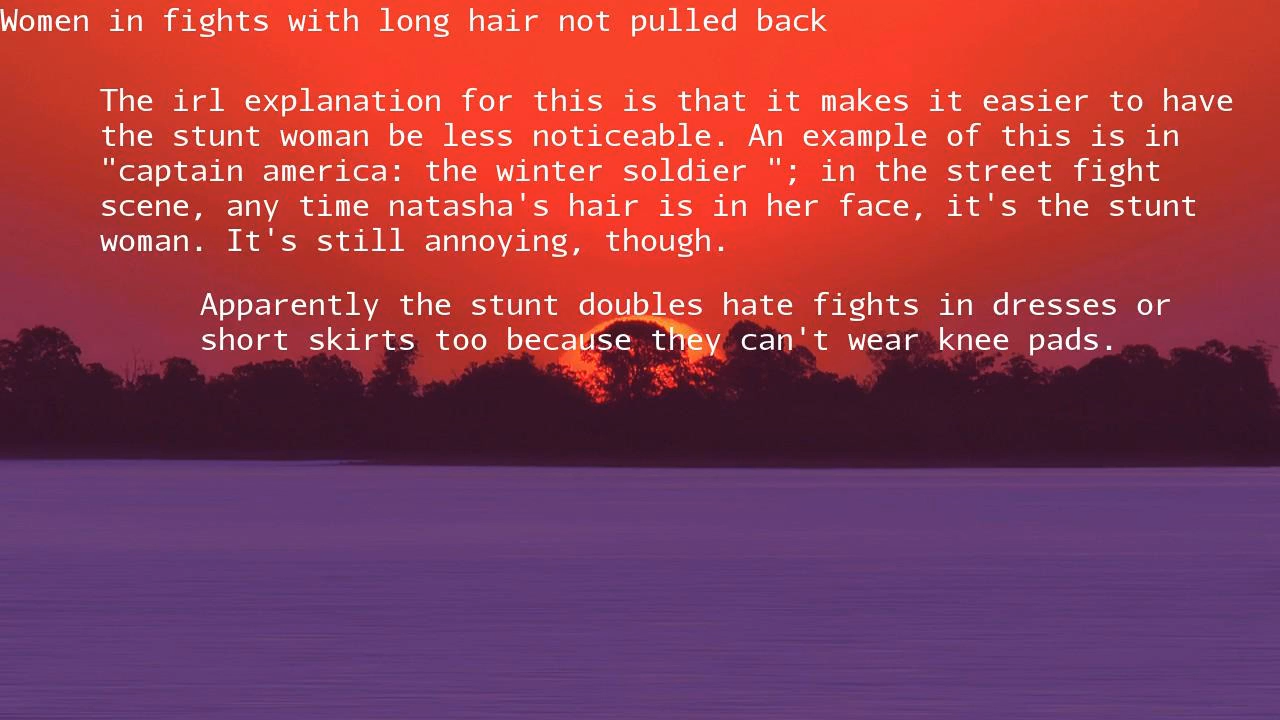 Women in fights with long hair not pulled back
The irl explanation for this is that it makes it easier to have
the stunt woman be less noticeable. An example of this is in
"captain america: the winter soldier "; in the street fight
scene, any time natasha's hair is in her face, it's the stunt
woman. It's still annoying, though.
Apparently the stunt doubles hate fights in dresses or
short skirts too because they can't wear knee pads.